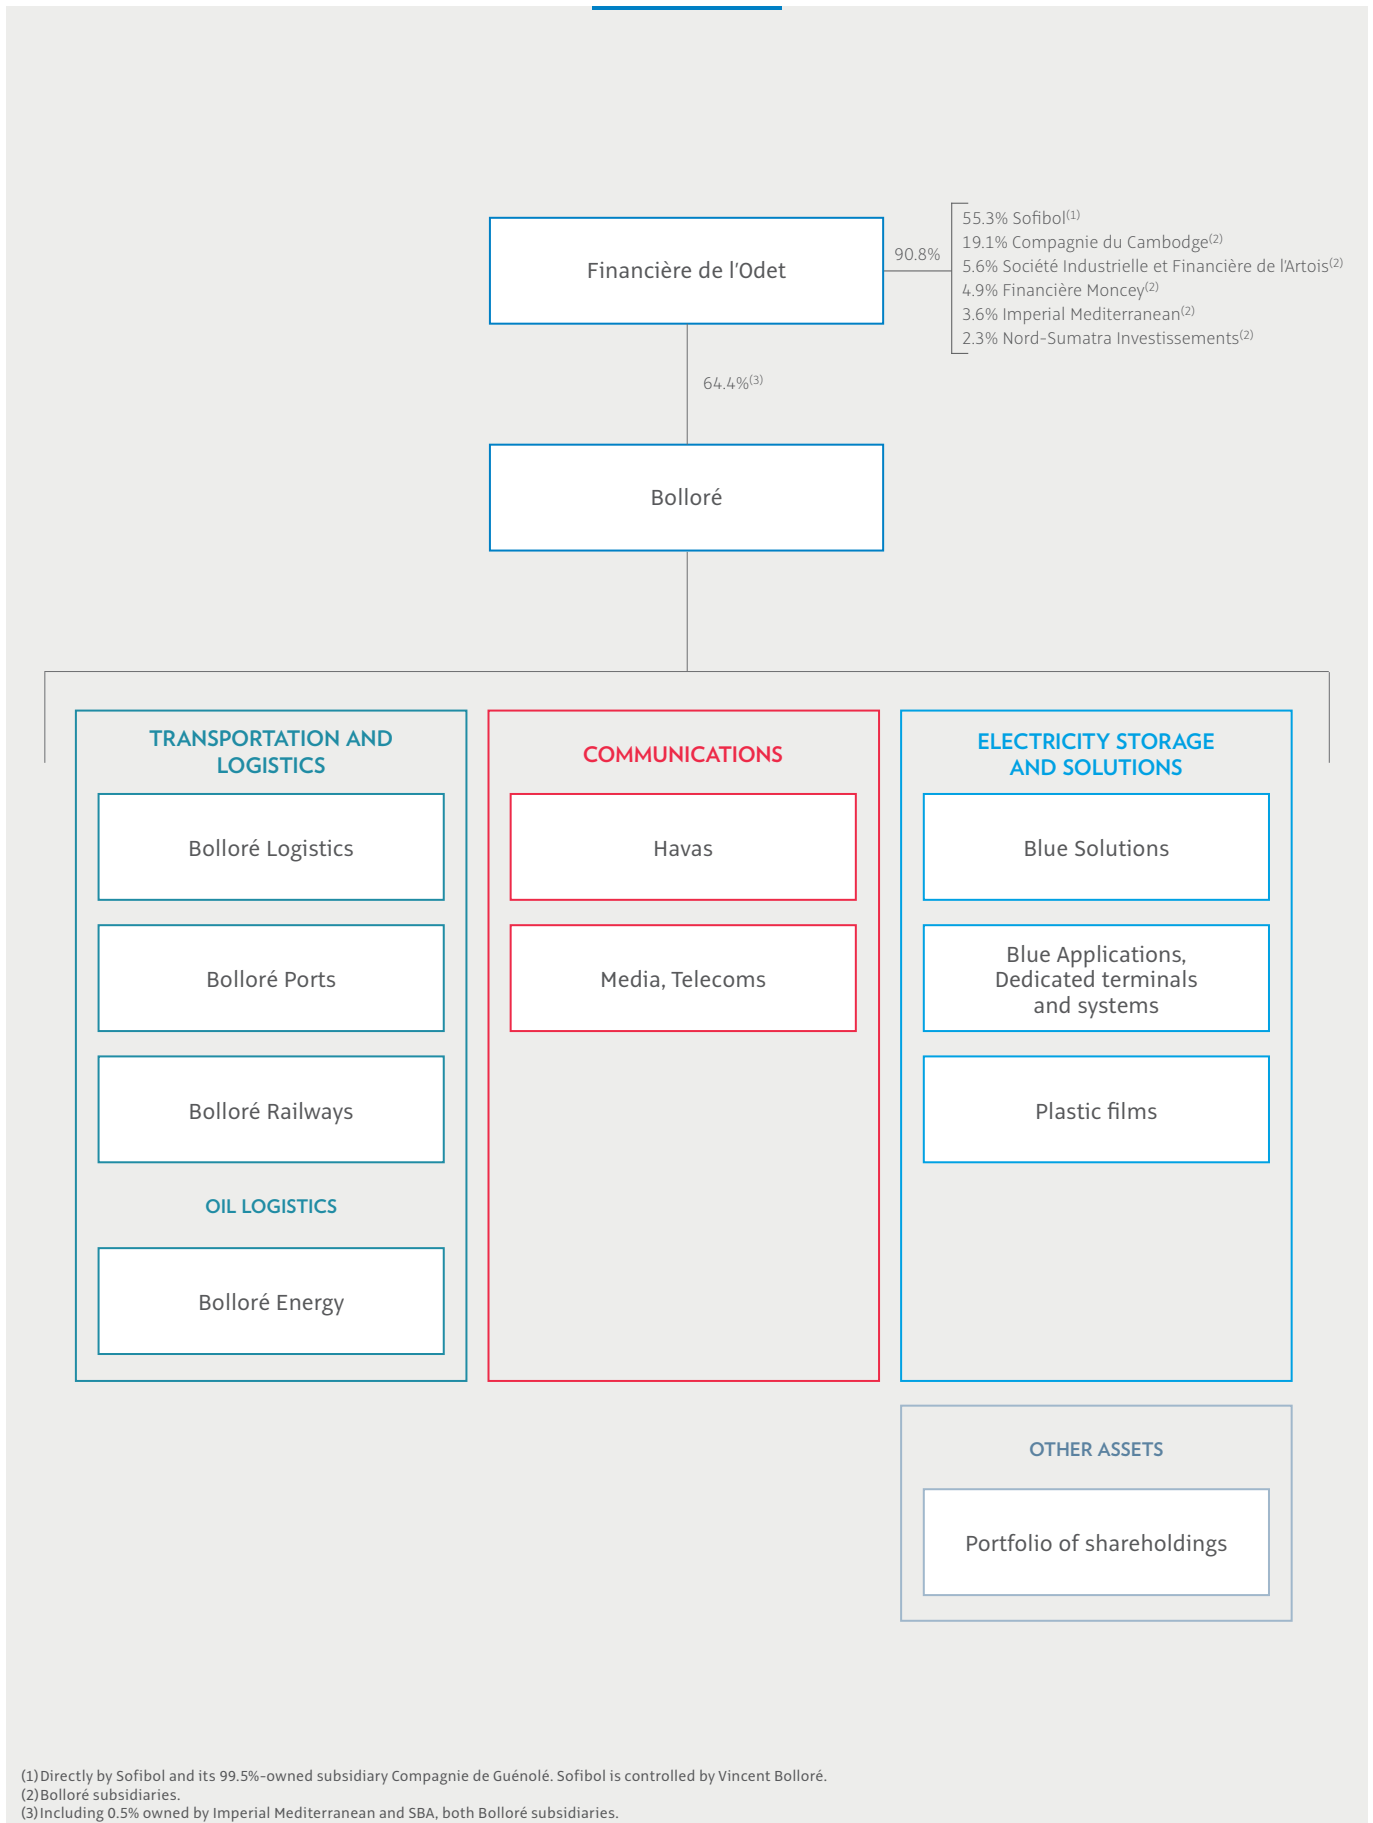 Financière de l'Odet
90.8%
55.3% Sofibol(1)
19.1% Compagnie du Cambodge(2)
5.6% Société Industrielle et Financière de l'Artois(2)
4.9% Financière Moncey(2)
3.6% Imperial Mediterranean(2)
2.3% Nord-Sumatra Investissements(2)
64.4%(3)
Bolloré
TRANSPORTATION AND
LOGISTICS
Bolloré Logistics
Bolloré Ports
Bolloré Railways
OIL LOGISTICS
Bolloré Energy
COMMUNICATIONS
Havas
Media, Telecoms
ELECTRICITY STORAGE
AND SOLUTIONS
Blue Solutions
Blue Applications,
Dedicated terminals
and systems
Plastic films
OTHER ASSETS
Portfolio of shareholdings
(1) Directly by Sofibol and its 99.5%-owned subsidiary Compagnie de Guénolé. Sofibol is controlled by Vincent Bolloré.
(2) Bolloré subsidiaries.
(3) Including 0.5% owned by Imperial Mediterranean and SBA, both Bolloré subsidiaries.